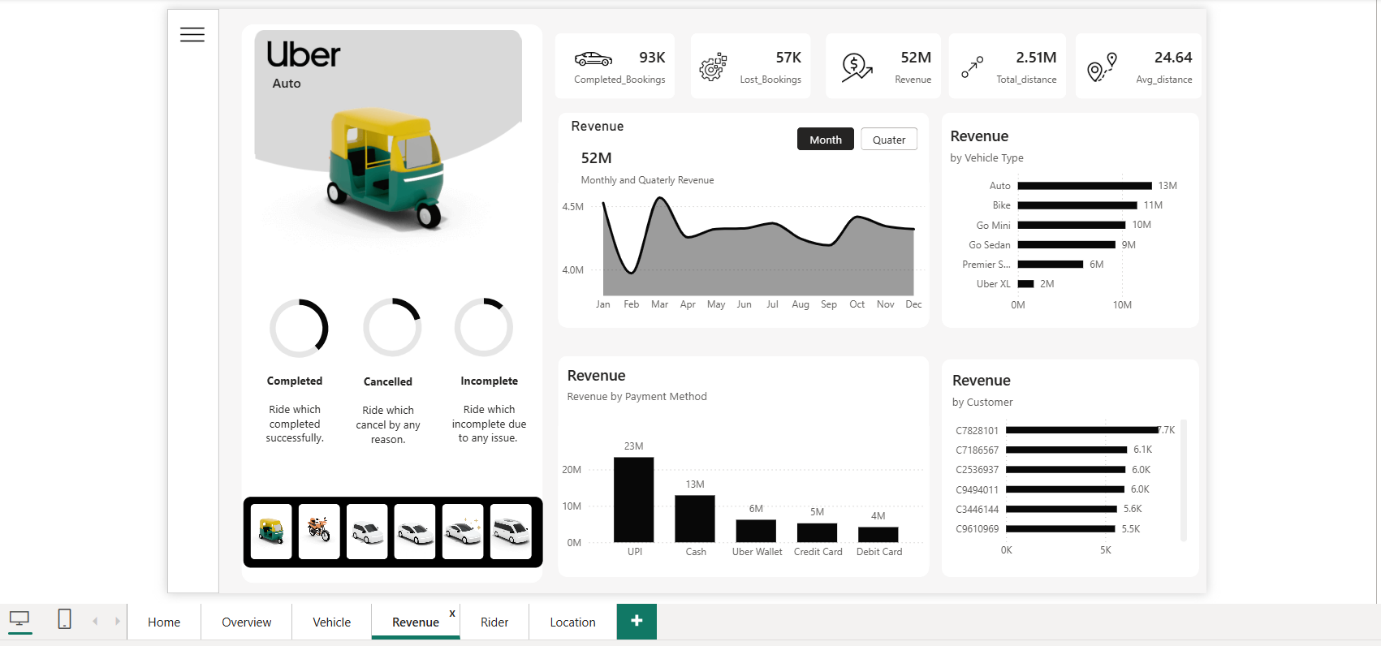 Uber
Auto
93K
Completed_Bookings
57K
Lost_Bookings
52M
Revenue
2.51M
Total_distance
24.64
Avg_distance
Revenue
Month
Quater
52M
Monthly and Quaterly Revenue
4.5M
4.0M
Jan Feb Mar Apr May Jun Jul Aug Sep Oct Nov Dec
Revenue
by Vehicle Type
Auto 13M
Bike 11M
Go Mini 10M
Go Sedan 9M
Premier S... 6M
Uber XL 2M
0M 10M
Completed
Ride which
completed
successfully.
Cancelled
Ride which
cancel by any
reason.
Incomplete
Ride which
incomplete due
to any issue.
Revenue
Revenue by Payment Method
20M
10M
0M
23M
13M
6M
5M
4M
UPI Cash Uber Wallet Credit Card Debit Card
Revenue
by Customer
C7828101 7.7K
C7186567 6.1K
C2536937 6.0K
C9494011 6.0K
C3446144 5.6K
C9610969 5.5K
0K 5K
Home Overview Vehicle Revenue x Rider Location +